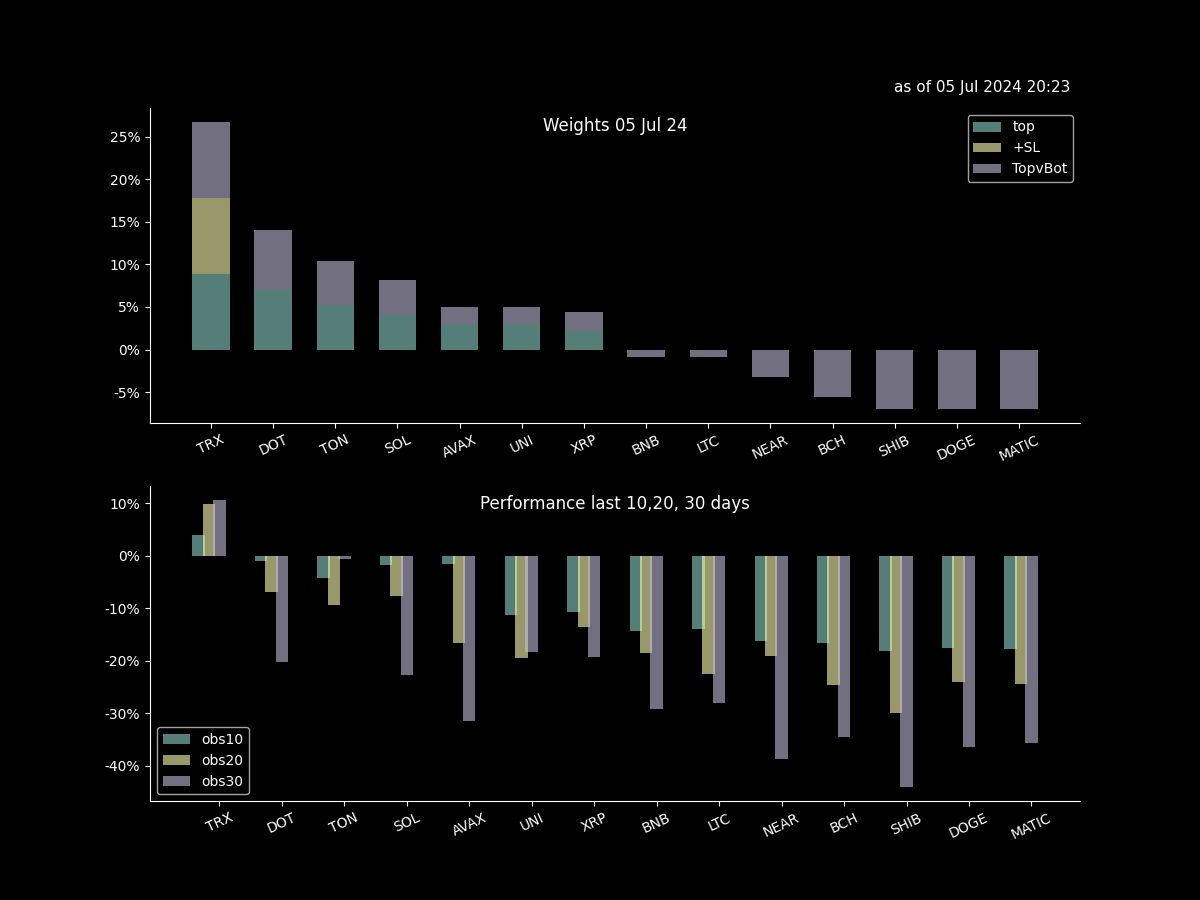 as of 05 Jul 2024 20:23
Weights 05 Jul 24
top
+SL
TopvBot
25%
20%
15%
10%
5%
0%
-5%
TRX DOT TON SOL AVAX UNI XRP BNB LTC NEAR BCH SHIB DOGE MATIC
Performance last 10,20, 30 days
10%
0%
-10%
-20%
-30%
-40%
obs10
obs20
obs30
TRX DOT TON SOL AVAX UNI XRP BNB LTC NEAR BCH SHIB DOGE MATIC